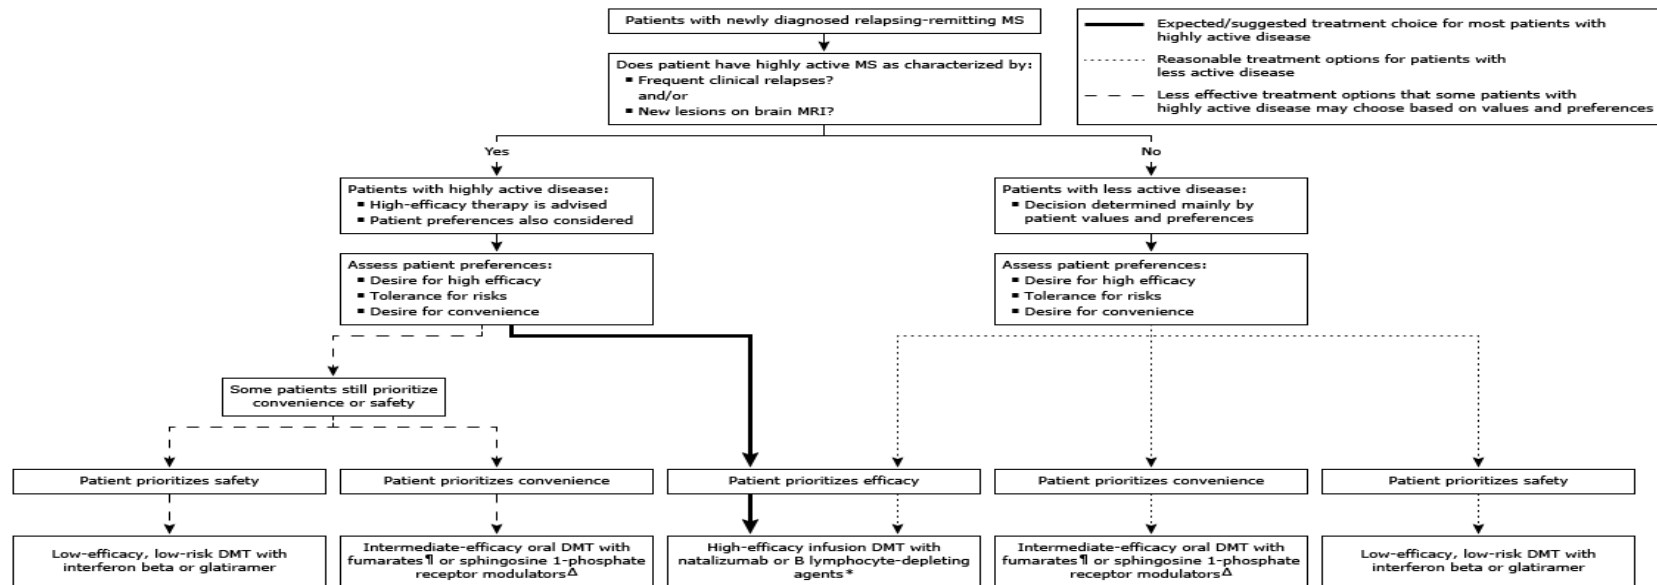 Patients with newly diagnosed relapsing-remitting MS
Expected/suggested treatment choice for most patients with
highly active disease
Reasonable treatment options for patients with
less active disease
Less effective treatment options that some patients with
highly active disease may choose based on values and preferences
Does patient have highly active MS as characterized by:
▪ Frequent clinical relapses?
and/or
▪ New lesions on brain MRI?
Yes
No
Patients with highly active disease:
▪ High-efficacy therapy is advised
▪ Patient preferences also considered
Patients with less active disease:
▪ Decision determined mainly by
patient values and preferences
Assess patient preferences:
▪ Desire for high efficacy
▪ Tolerance for risks
▪ Desire for convenience
Assess patient preferences:
▪ Desire for high efficacy
▪ Tolerance for risks
▪ Desire for convenience
Some patients still prioritize
convenience or safety
Patient prioritizes safety
Patient prioritizes convenience
Patient prioritizes efficacy
Patient prioritizes convenience
Patient prioritizes safety
Low-efficacy, low-risk DMT with
interferon beta or glatiramer
Intermediate-efficacy oral DMT with
fumarates¶ or sphingosine 1-phosphate
receptor modulatorsΔ
High-efficacy infusion DMT with
natalizumab or B lymphocyte-depleting
agents*
Intermediate-efficacy oral DMT with
fumarates¶ or sphingosine 1-phosphate
receptor modulatorsΔ
Low-efficacy, low-risk DMT with
interferon beta or glatiramer